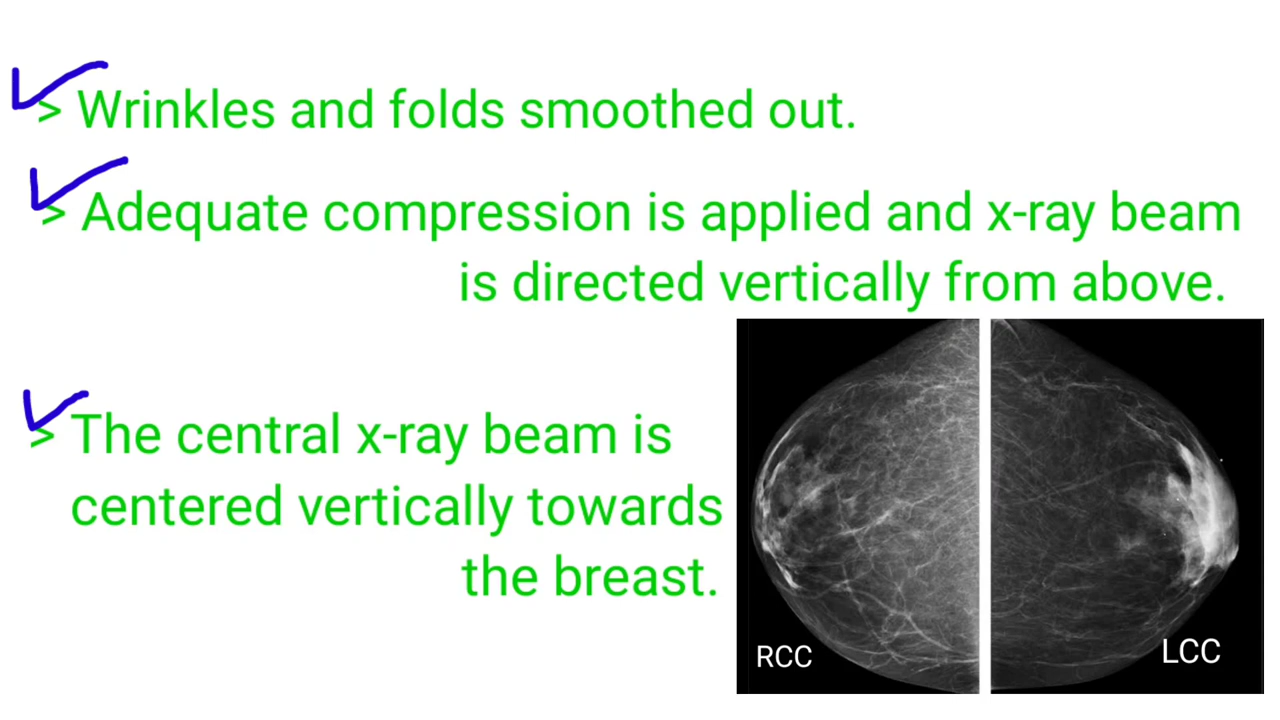 > Wrinkles and folds smoothed out.
> Adequate compression is applied and x-ray beam
is directed vertically from above.
> The central x-ray beam is
centered vertically towards
the breast.
RCC
LCC